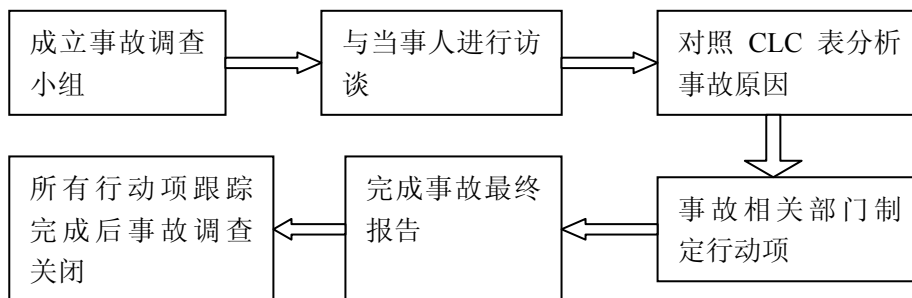 成立事故调查
小组
与当事人进行访
谈
对照 CLC 表分析
事故原因
事故相关部门制
定行动项
完成事故最终
报告
所有行动项跟踪
完成后事故调查
关闭